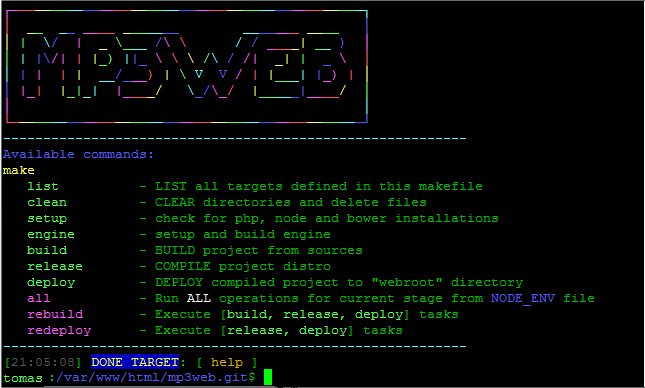 MP3WEB
Available commands:
make
list - LIST all targets defined in this makefile
clean - CLEAR directories and delete files
setup - check for php, node and bower installations
engine - setup and build engine
build - BUILD project from sources
release - COMPILE project distro
deploy - DEPLOY compiled project to "webroot" directory
all - Run ALL operations for current stage from NODE_ENV file
rebuild - Execute [build, release, deploy] tasks
redeploy - Execute [release, deploy] tasks
[21:05:08] DONE TARGET: [ help ]
tomas :/var/www/html/mp3web.git$